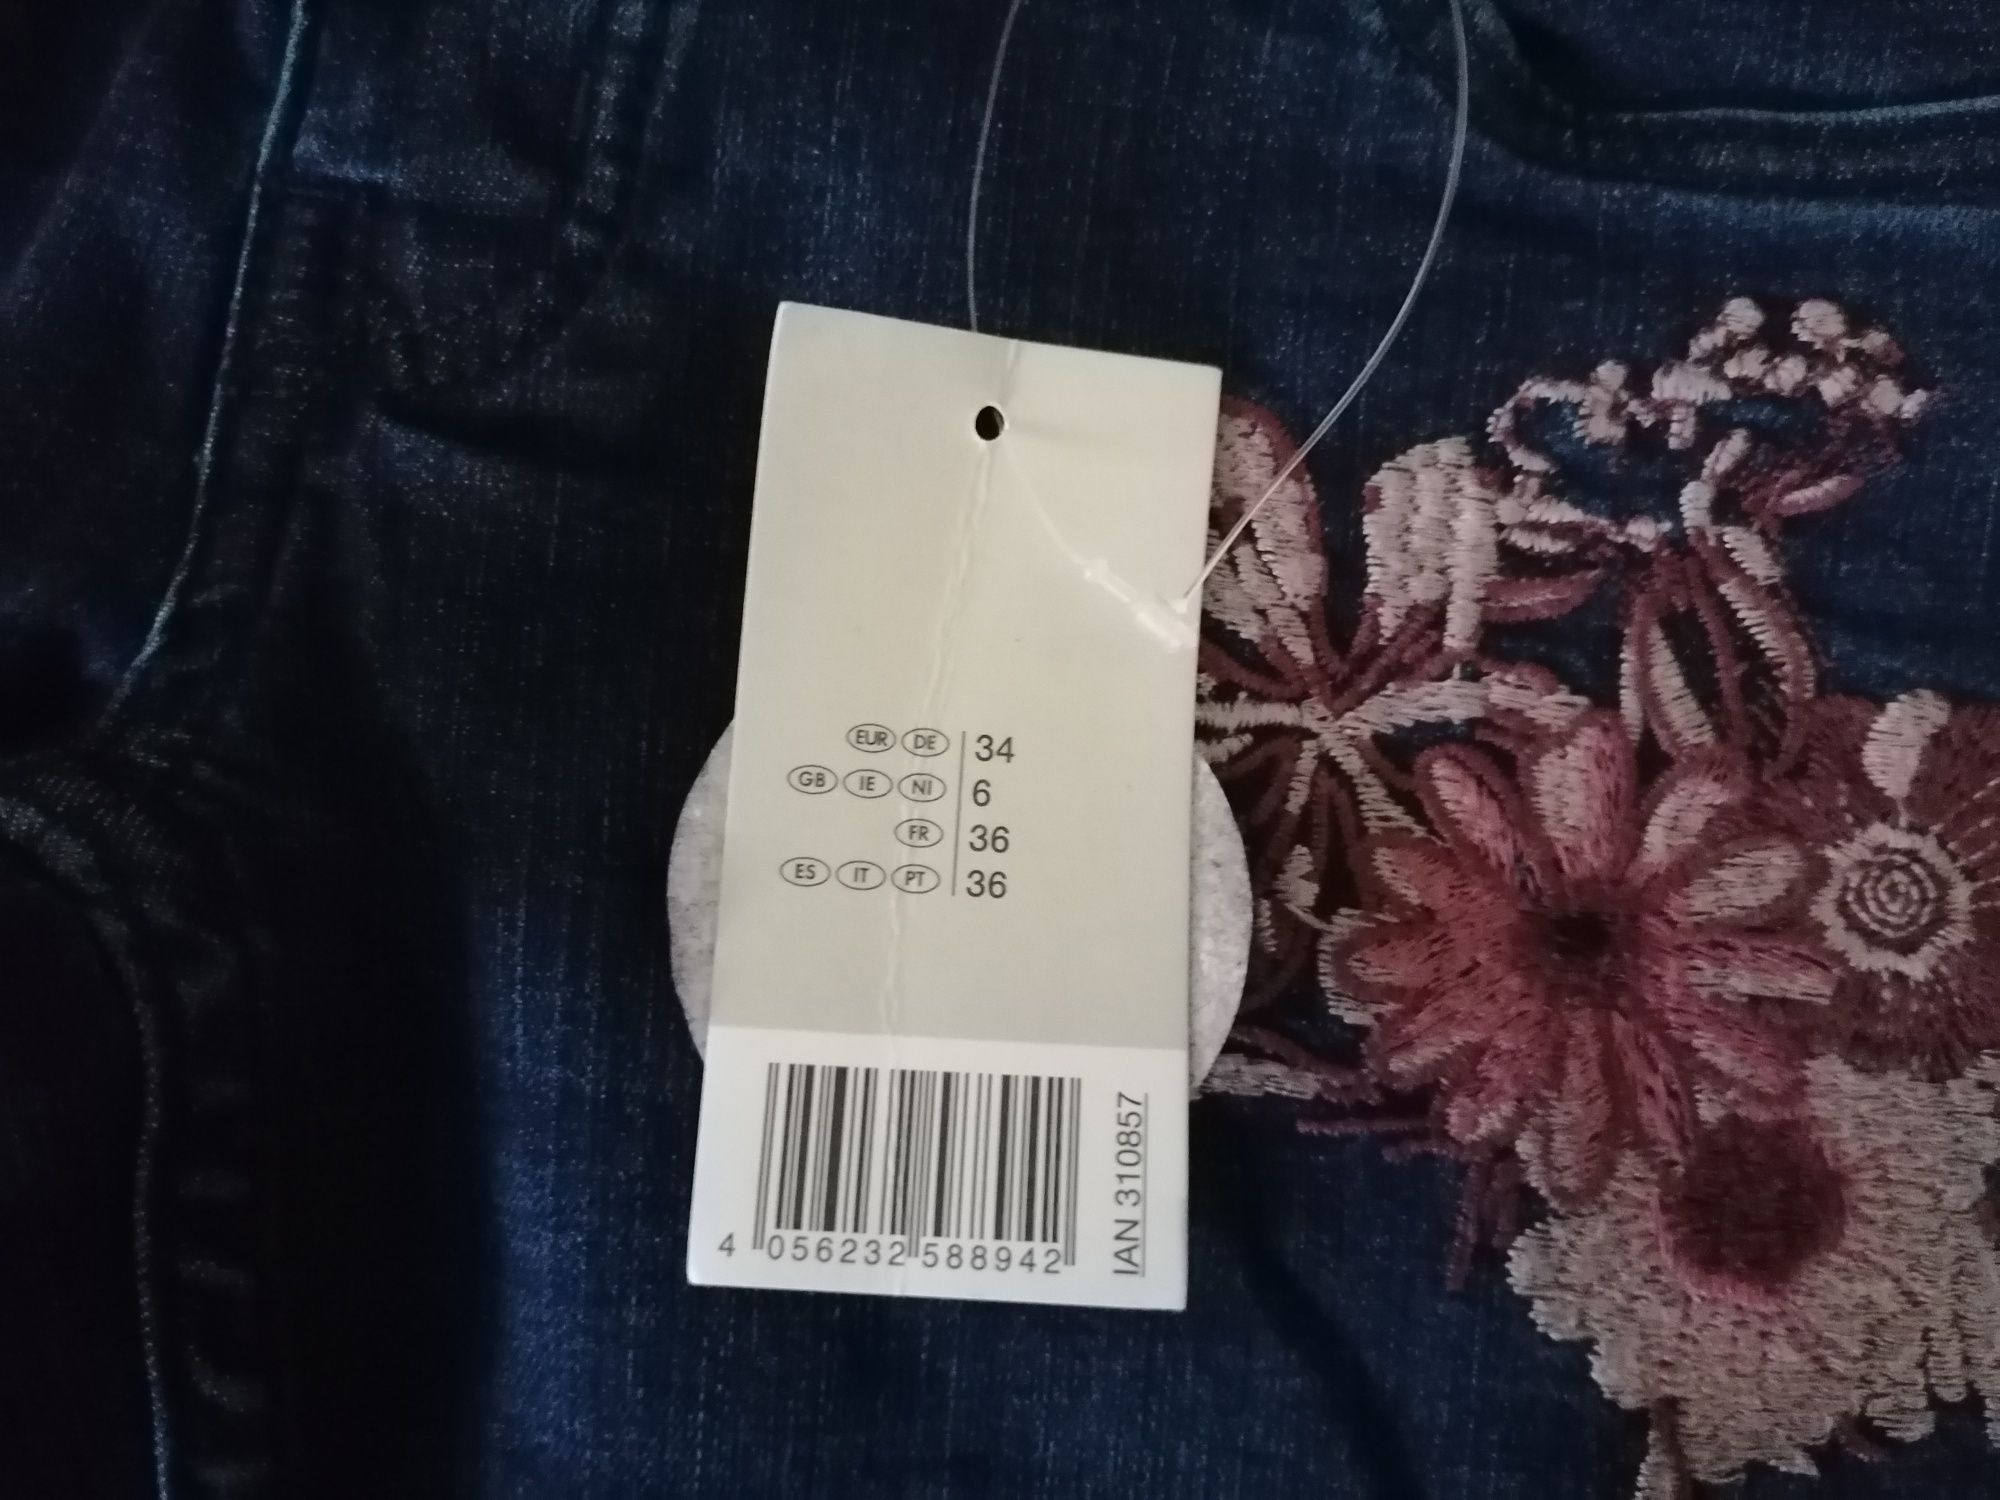 EUR DE 34
GB IE NI 6
FR 36
ES IT PT 36
4 056232 588942
IAN 310857